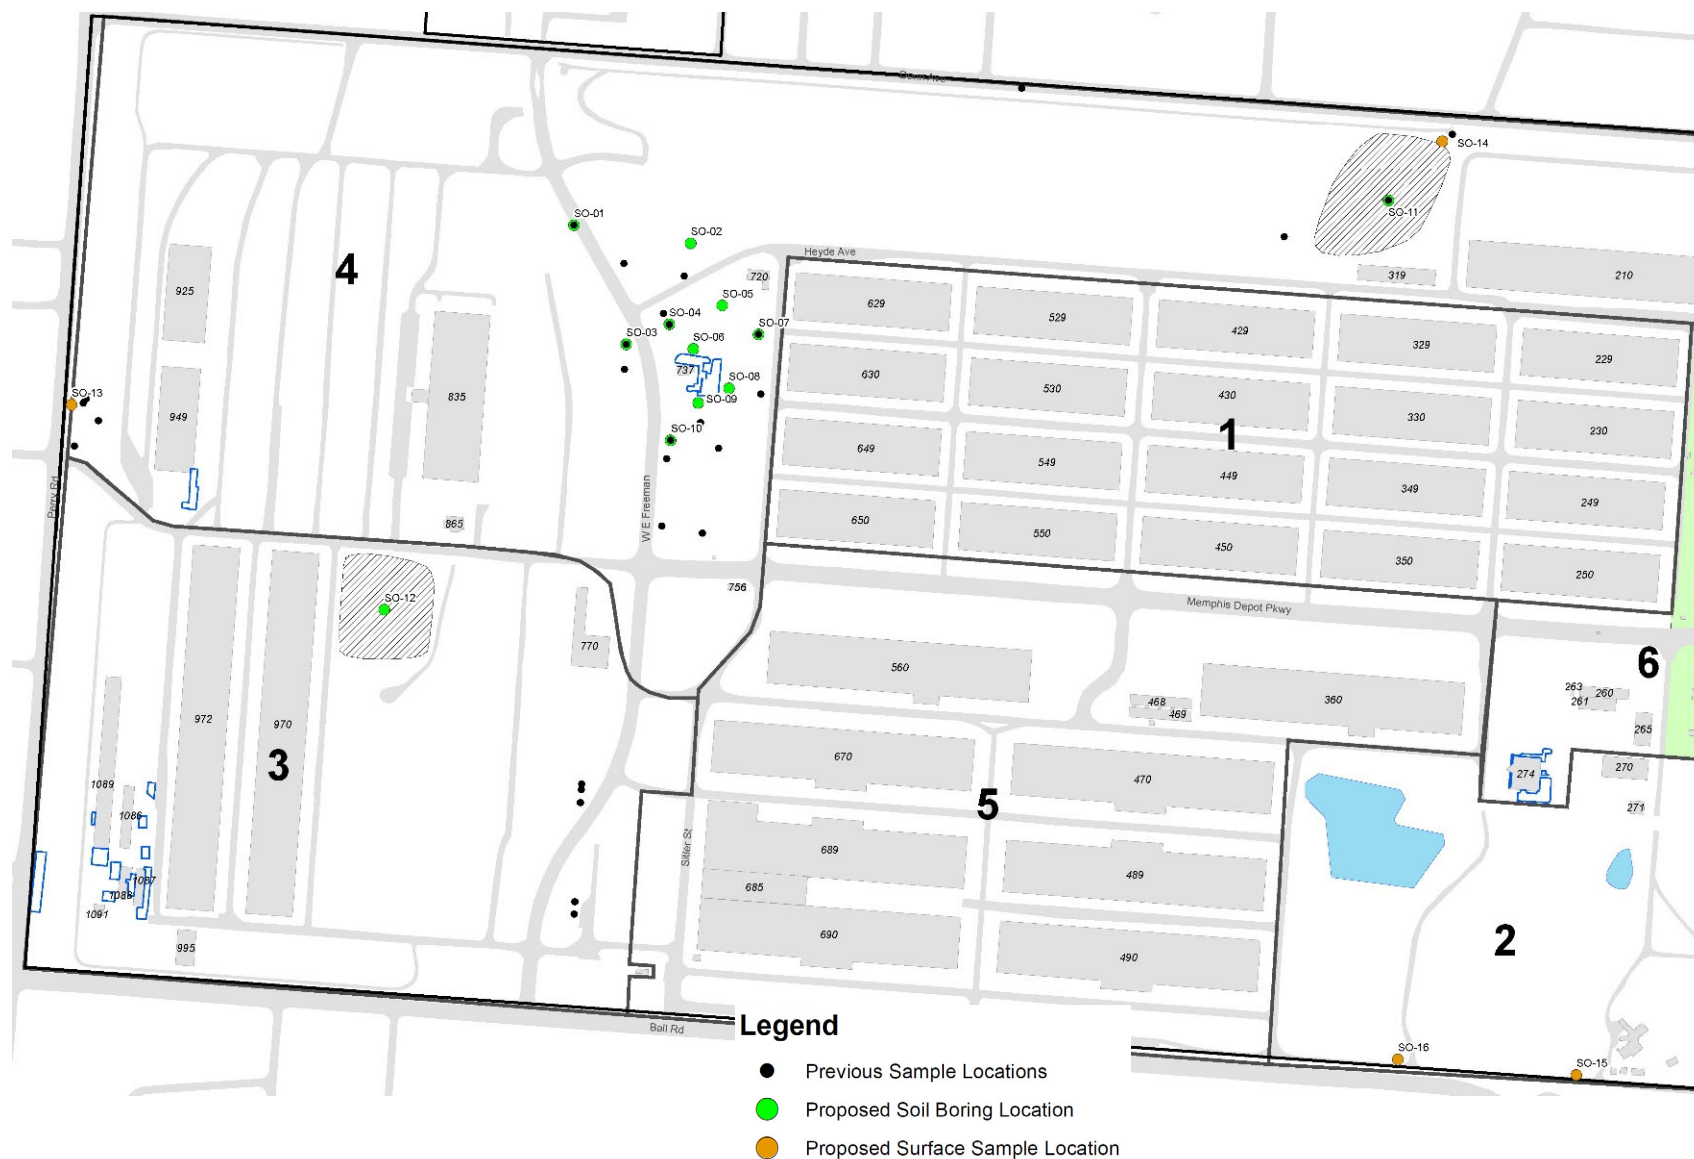 Dunn Ave
SO-14
SO-01
SO-11
SO-02
Heyde Ave
4
925
720
319
210
SO-05
629
529
429
329
229
SO-04
SO-07
SO-03
SO-06
737
630
530
430
330
230
SO-08
SO-13
835
SO-09
949
1
SO-10
649
549
449
349
249
Perry Rd
W E Freeman
865
650
550
450
350
250
756
SO-12
Memphis Depot Pkwy
770
560
6
263
260
261
468
469
360
265
972
970
670
470
270
274
3
1089
5
271
1086
Sitler St
689
489
685
1087
1088
1091
690
490
2
995
Ball Rd
SO-16
SO-15
Legend
Previous Sample Locations
Proposed Soil Boring Location
Proposed Surface Sample Location